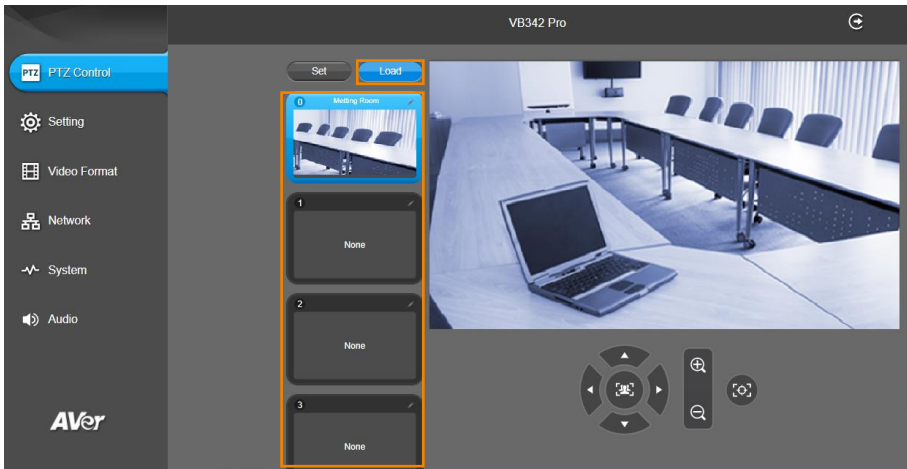 VB342 Pro
PTZ PTZ Control
Setting
Video Format
Network
System
Audio
AVer
Set Load
0 Metting Room
1
None
2
None
3
None